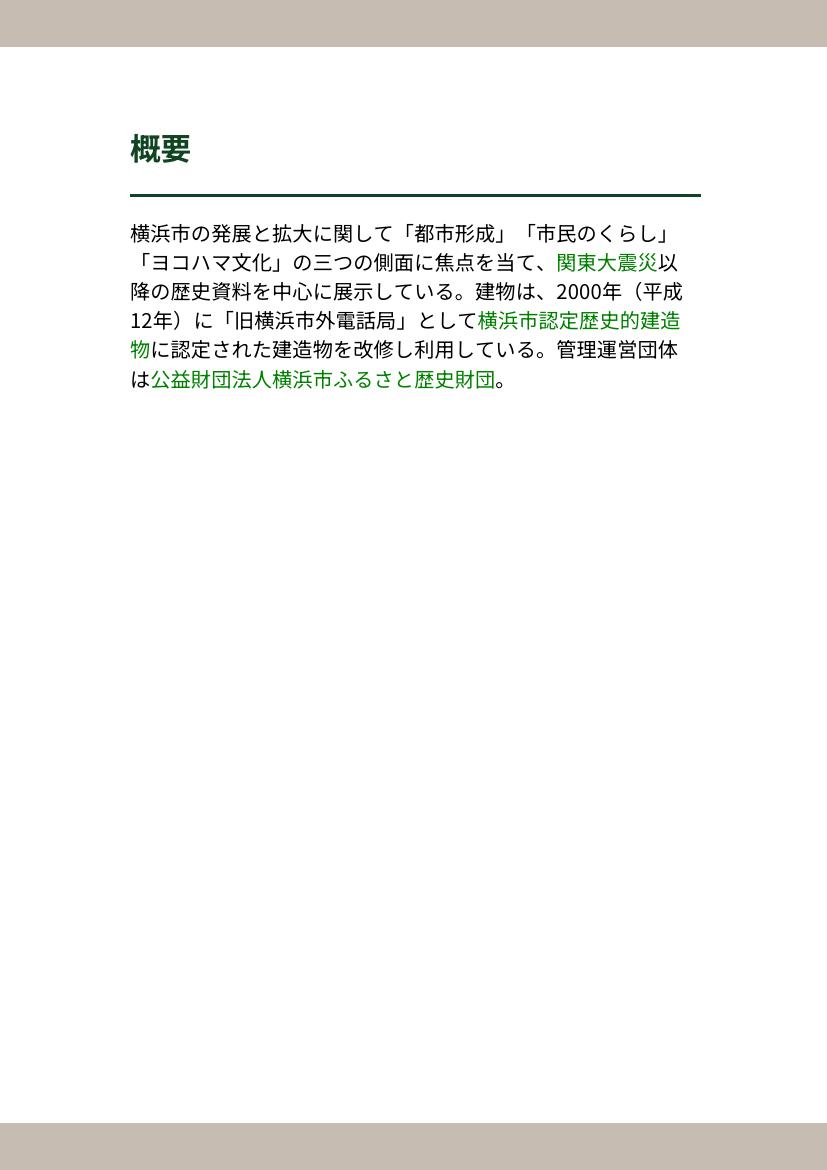 概要
横浜市の発展と拡大に関して「都市形成」「市民のくらし」
「ヨコハマ文化」の三つの側面に焦点を当て、関東大震災以
降の歴史資料を中心に展示している。建物は、2000年（平成
12年）に「旧横浜市外電話局」として横浜市認定歴史的建造
物に認定された建造物を改修し利用している。管理運営団体
は公益財団法人横浜市ふるさと歴史財団。